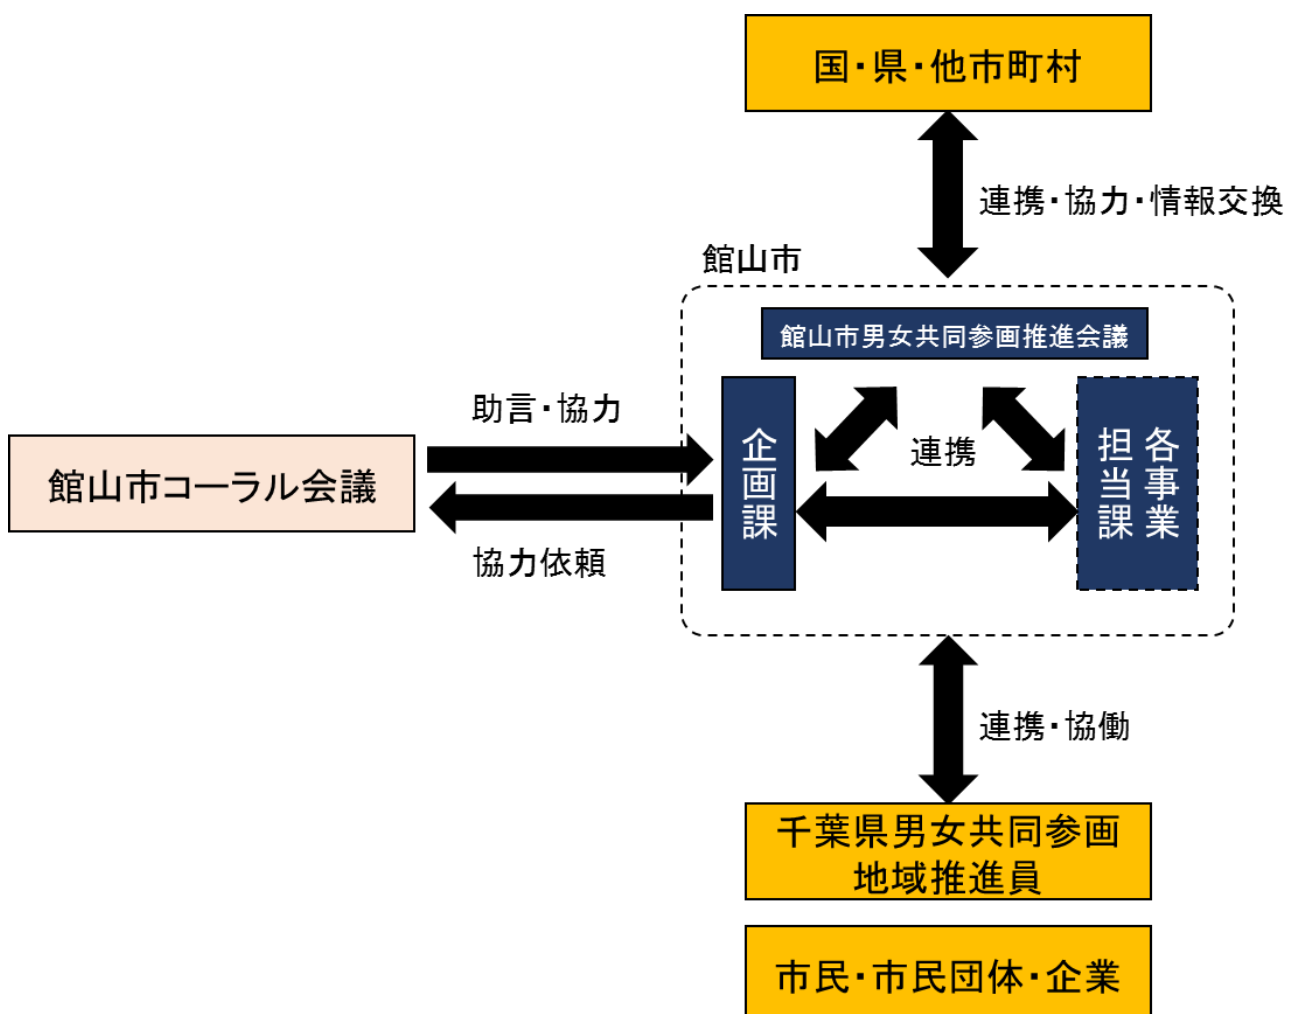 国・県・他市町村
連携・協力・情報交換
館山市
館山市男女共同参画推進会議
助言・協力
館山市コーラル会議
協力依頼
企画課
連携
各事業
担当課
連携・協働
千葉県男女共同参画
地域推進員
市民・市民団体・企業